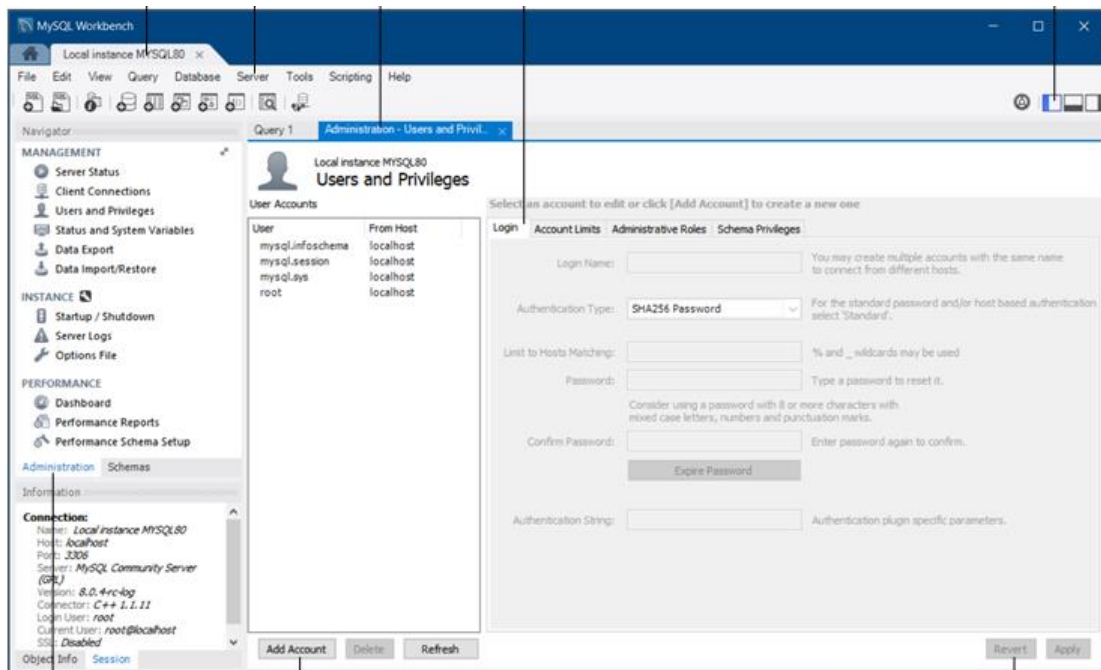 MySQL Workbench
Local instance MYSQL80 ×
File Edit View Query Database Server Tools Scripting Help
Navigator
MANAGEMENT
Server Status
Client Connections
Users and Privileges
Status and System Variables
Data Export
Data Import/Restore
INSTANCE
Startup / Shutdown
Server Logs
Options File
PERFORMANCE
Dashboard
Performance Reports
Performance Schema Setup
Administration Schemas
Information
Connection:
Name: Local instance MYSQL80
Host: localhost
Port: 3306
Server: MySQL Community Server
(GPL)
Version: 8.0.4-rc-log
Connector: C++ 1.1.11
Login User: root
Current User: root@localhost
SSL: Disabled
Object Info Session
Query 1 Administration - Users and Privil.. ×
Local instance MYSQL80
Users and Privileges
User Accounts
User From Host
mysql.infoschema localhost
mysql.session localhost
mysql.sys localhost
root localhost
Add Account Delete Refresh
Select an account to edit or click [Add Account] to create a new one
Login Account Limits Administrative Roles Schema Privileges
Login Name: You may create multiple accounts with the same name
to connect from different hosts.
Authentication Type: SHA256 Password For the standard password and/or host based authentication
select 'Standard'.
Limit to Hosts Matching: % and _ wildcards may be used
Password: Type a password to reset it.
Consider using a password with 8 or more characters with
mixed case letters, numbers and punctuation marks.
Confirm Password: Enter password again to confirm.
Expire Password
Authentication String: Authentication plugin specific parameters.
Revert Apply